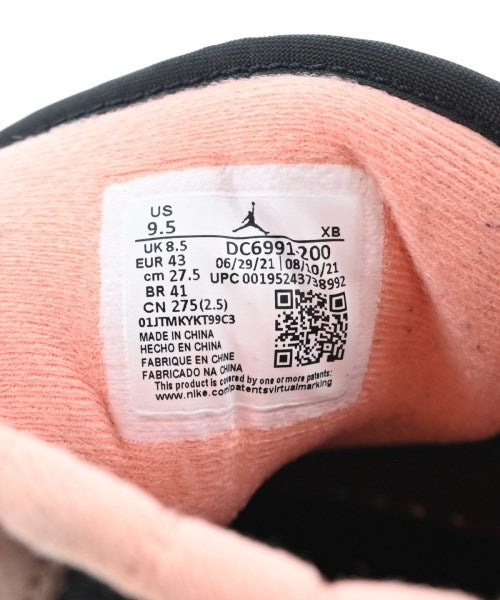 US
9.5 XB
UK 8.5 DC6991-200
EUR 43 06/29/21 08/10/21
cm 27.5 UPC 00195243738992
BR 41
CN 275(2.5)
01JTMKYKT99C3
MADE IN CHINA
HECHO EN CHINA
FABRIQUE EN CHINE
FABRICADO NA CHINA
This product is covered by one or more patents:
www.nike.com/patentsvirtualmarking